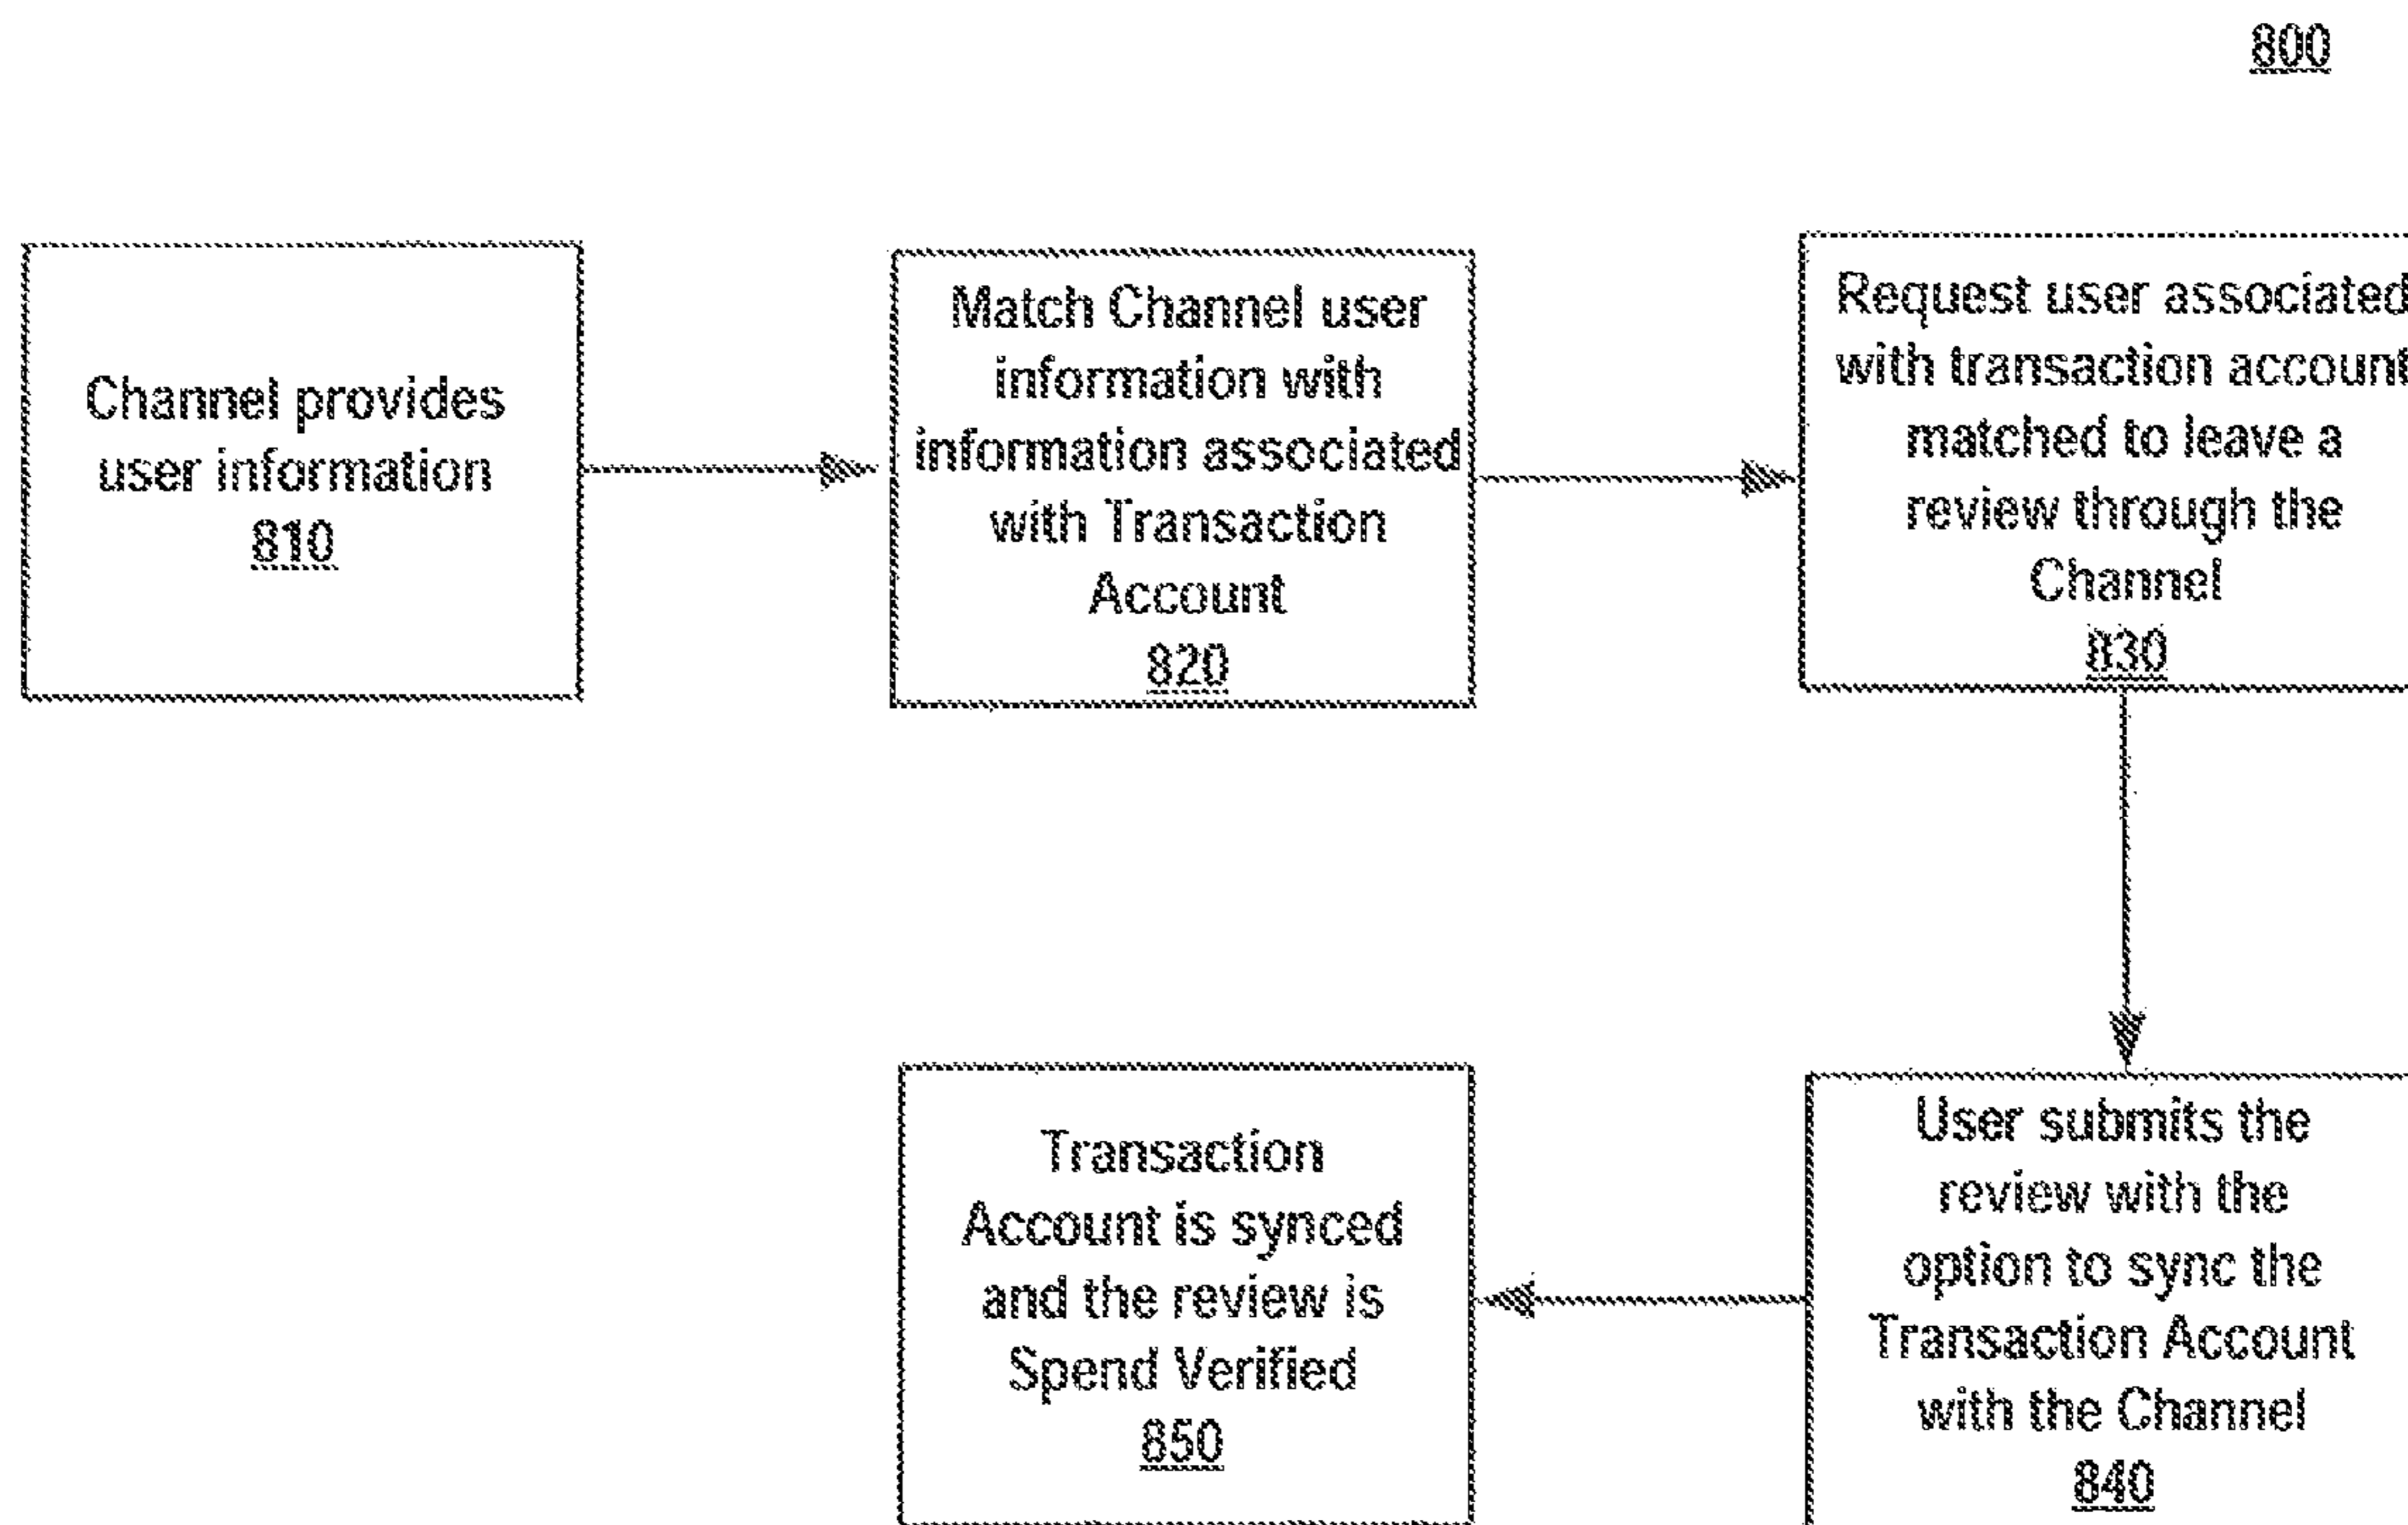 800
Channel provides
user information
810
Match Channel user
information with
information associated
with Transaction
Account
820
Request user associated
with transaction account
matched to leave a
review through the
Channel
830
User submits the
review with the
option to sync the
Transaction Account
with the Channel
840
Transaction
Account is synced
and the review is
Spend Verified
850